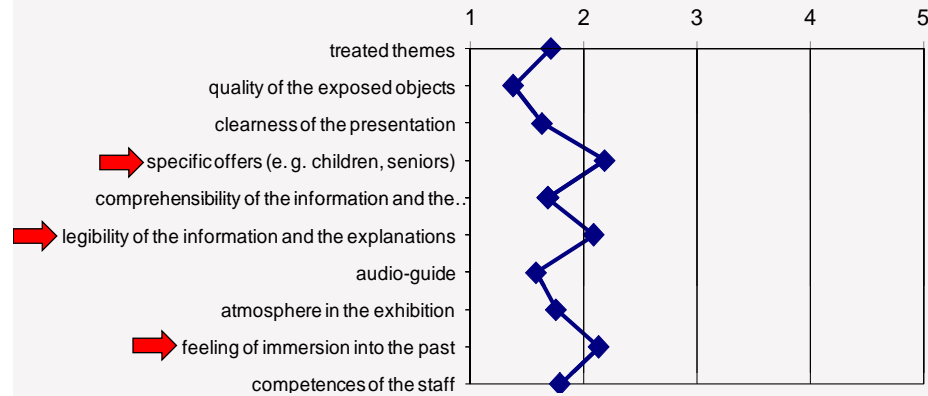 1 2 3 4 5
treated themes
quality of the exposed objects
clearness of the presentation
specific offers (e. g. children, seniors)
comprehensibility of the information and the..
legibility of the information and the explanations
audio-guide
atmosphere in the exhibition
feeling of immersion into the past
competences of the staff